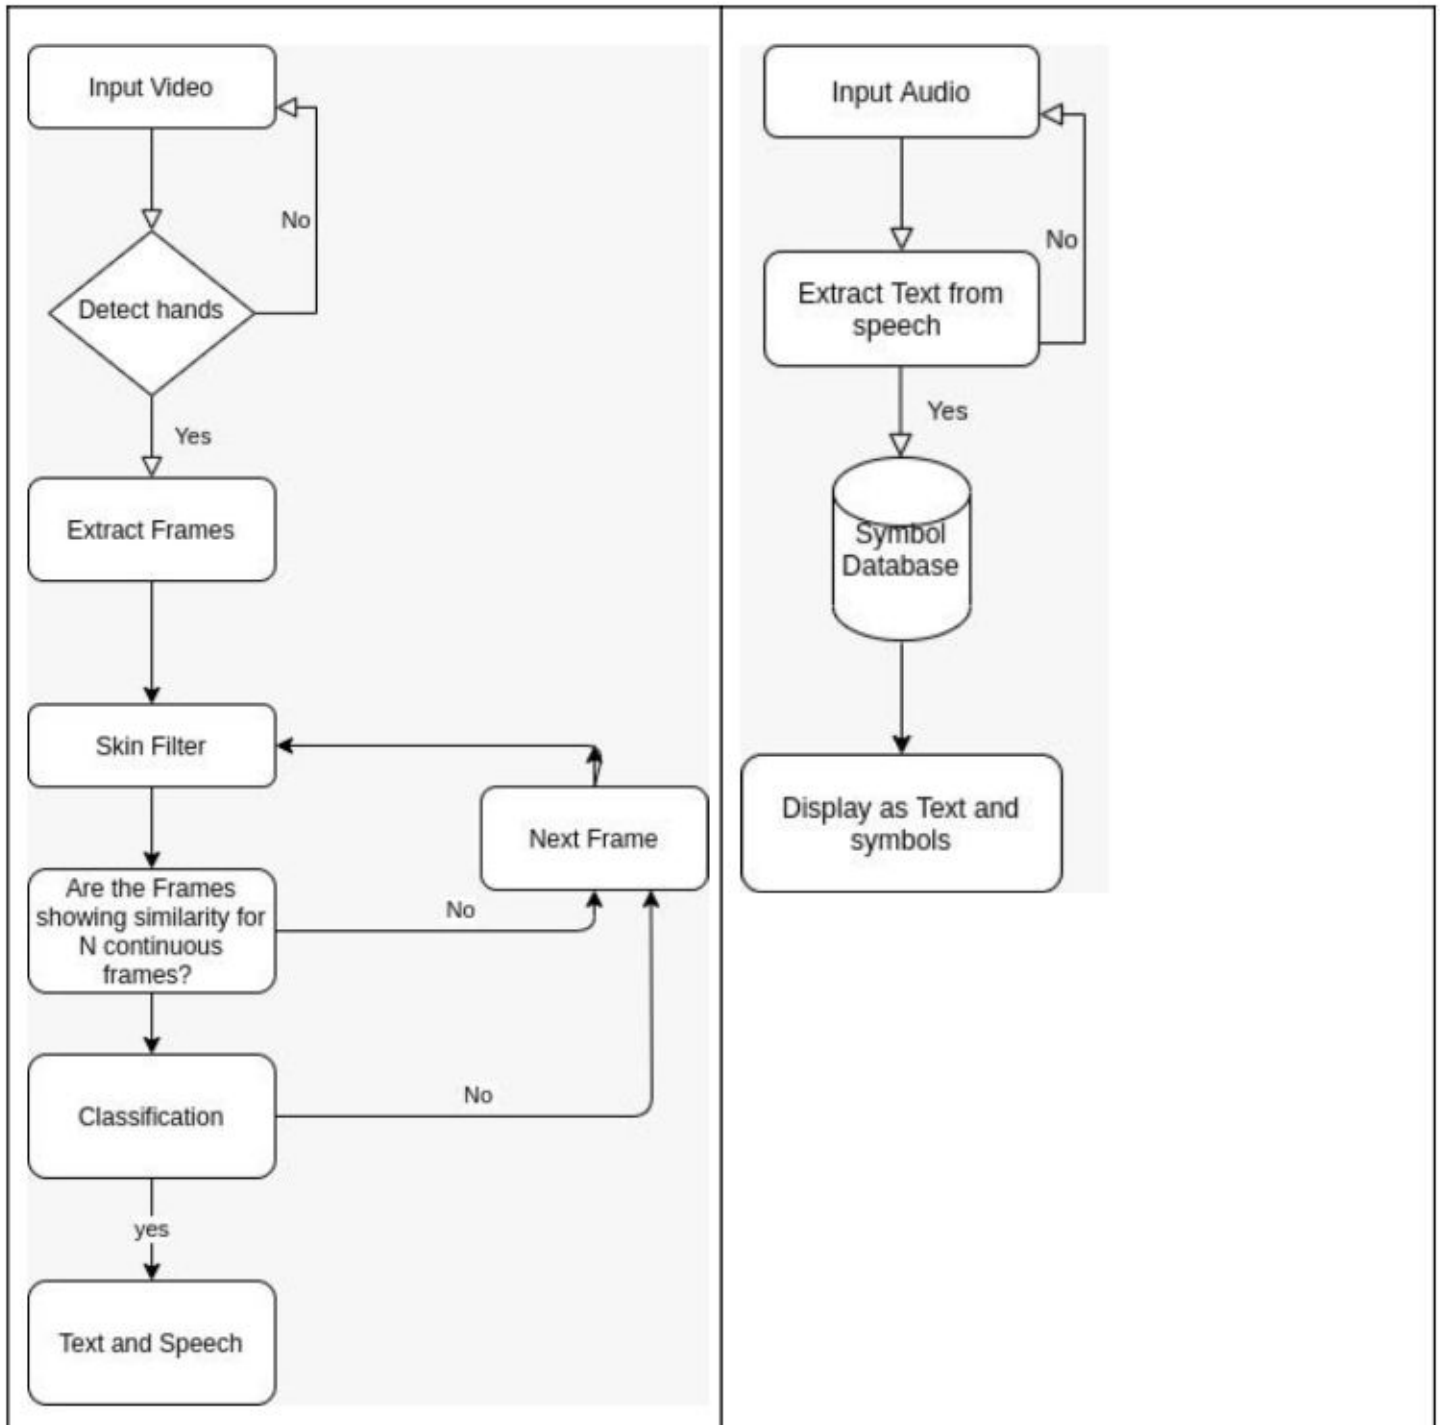 Input Video
No
Detect hands
Yes
Extract Frames
Skin Filter
Next Frame
Are the Frames
showing similarity for
N continuous
frames?
No
Classification
No
yes
Text and Speech
Input Audio
No
Extract Text from
speech
Yes
Symbol
Database
Display as Text and
symbols